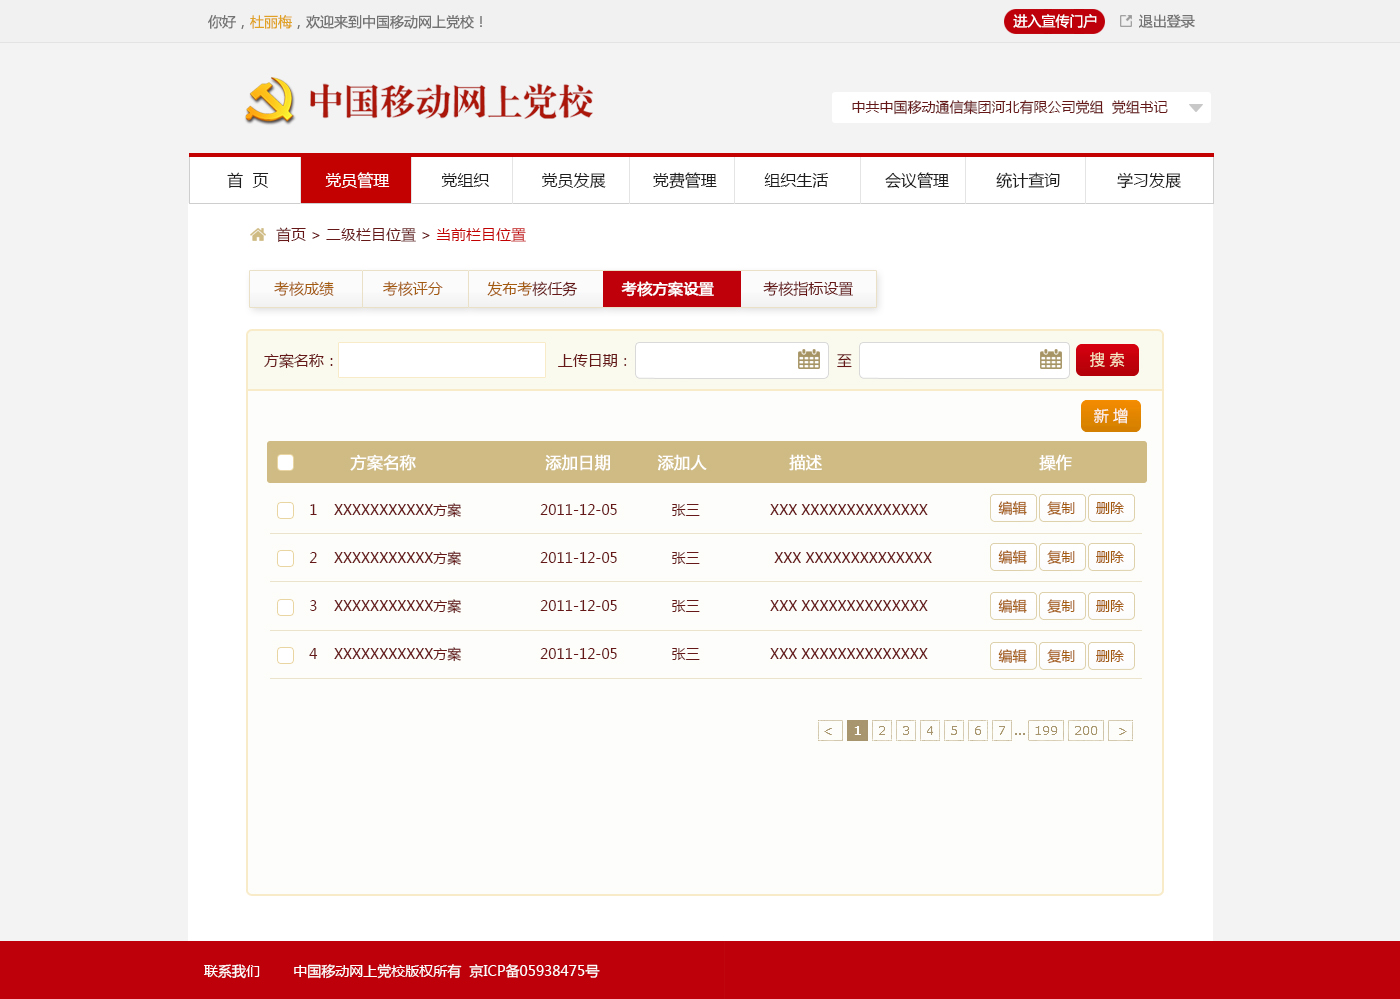 你好，杜丽梅，欢迎来到中国移动网上党校！ 进入宣传门户 退出登录
中国移动网上党校
中共中国移动通信集团河北有限公司党组 党组书记
首 页 党员管理 党组织 党员发展 党费管理 组织生活 会议管理 统计查询 学习发展
首页 > 二级栏目位置 > 当前栏目位置
考核成绩 考核评分 发布考核任务 考核方案设置 考核指标设置
方案名称： 上传日期： 至 搜 索
新 增
方案名称 添加日期 添加人 描述 操作
1 XXXXXXXXXXX方案 2011-12-05 张三 XXX XXXXXXXXXXXXXX 编辑 复制 删除
2 XXXXXXXXXXX方案 2011-12-05 张三 XXX XXXXXXXXXXXXXX 编辑 复制 删除
3 XXXXXXXXXXX方案 2011-12-05 张三 XXX XXXXXXXXXXXXXX 编辑 复制 删除
4 XXXXXXXXXXX方案 2011-12-05 张三 XXX XXXXXXXXXXXXXX 编辑 复制 删除
< 1 2 3 4 5 6 7 ... 199 200 >
联系我们 中国移动网上党校版权所有 京ICP备05938475号